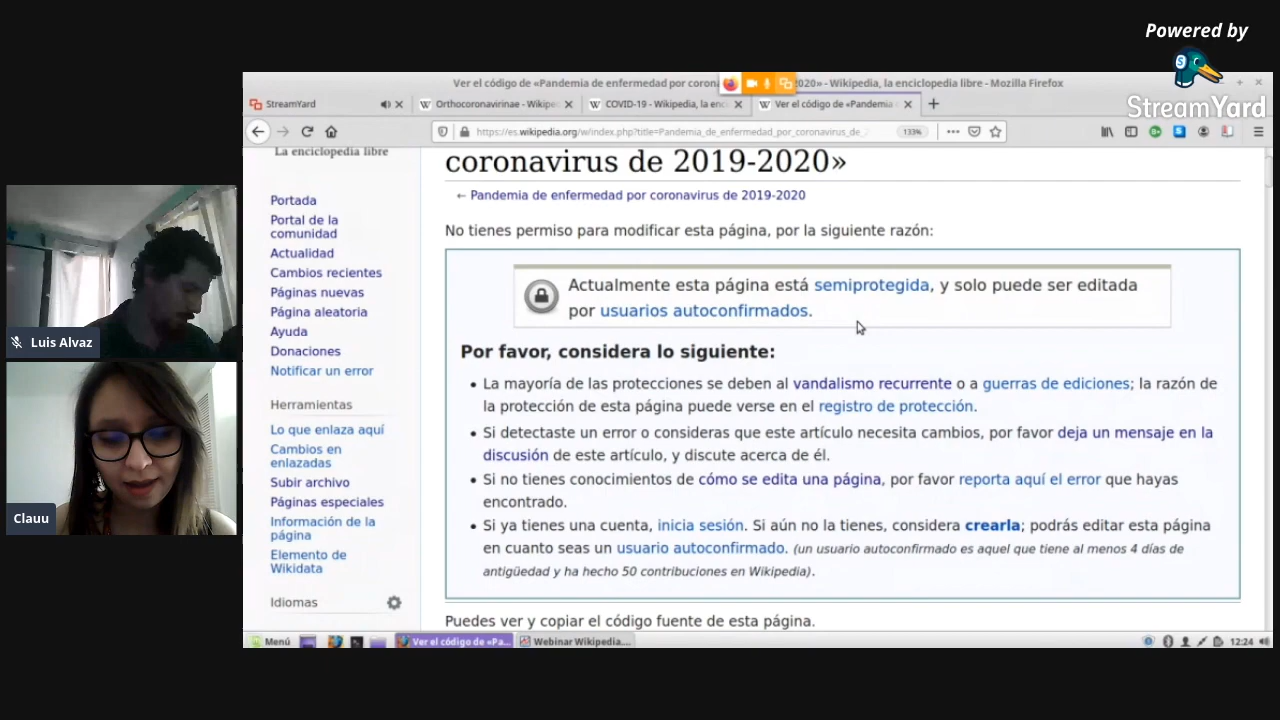 Powered by
StreamYard
Ver el código de «Pandemia de enfermedad por corona 2020» - Wikipedia, la enciclopedia libre - Mozilla Firefox
StreamYard
Orthocoronavirinae - Wikipe
COVID-19 - Wikipedia, la enc
Ver el código de «Pandemia
https://es.wikipedia.org/w/index.php?title=Pandemia_de_enfermedad_por_coronavirus_de_
133%
La enciclopedia libre
Portada
Portal de la
comunidad
Actualidad
Cambios recientes
Páginas nuevas
Página aleatoria
Ayuda
Donaciones
Notificar un error
Herramientas
Lo que enlaza aquí
Cambios en
enlazadas
Subir archivo
Páginas especiales
Información de la
página
Elemento de
Wikidata
Idiomas
coronavirus de 2019-2020»
← Pandemia de enfermedad por coronavirus de 2019-2020
No tienes permiso para modificar esta página, por la siguiente razón:
Actualmente esta página está semiprotegida, y solo puede ser editada
por usuarios autoconfirmados.
Por favor, considera lo siguiente:
• La mayoría de las protecciones se deben al vandalismo recurrente o a guerras de ediciones; la razón de
la protección de esta página puede verse en el registro de protección.
• Si detectaste un error o consideras que este artículo necesita cambios, por favor deja un mensaje en la
discusión de este artículo, y discute acerca de él.
• Si no tienes conocimientos de cómo se edita una página, por favor reporta aquí el error que hayas
encontrado.
• Si ya tienes una cuenta, inicia sesión. Si aún no la tienes, considera crearla; podrás editar esta página
en cuanto seas un usuario autoconfirmado. (un usuario autoconfirmado es aquel que tiene al menos 4 días de
antigüedad y ha hecho 50 contribuciones en Wikipedia).
Puedes ver y copiar el código fuente de esta página.
Luis Alvaz
Clauu
Menú
Ver el código de «Pa...
Webinar Wikipedia....
12:24